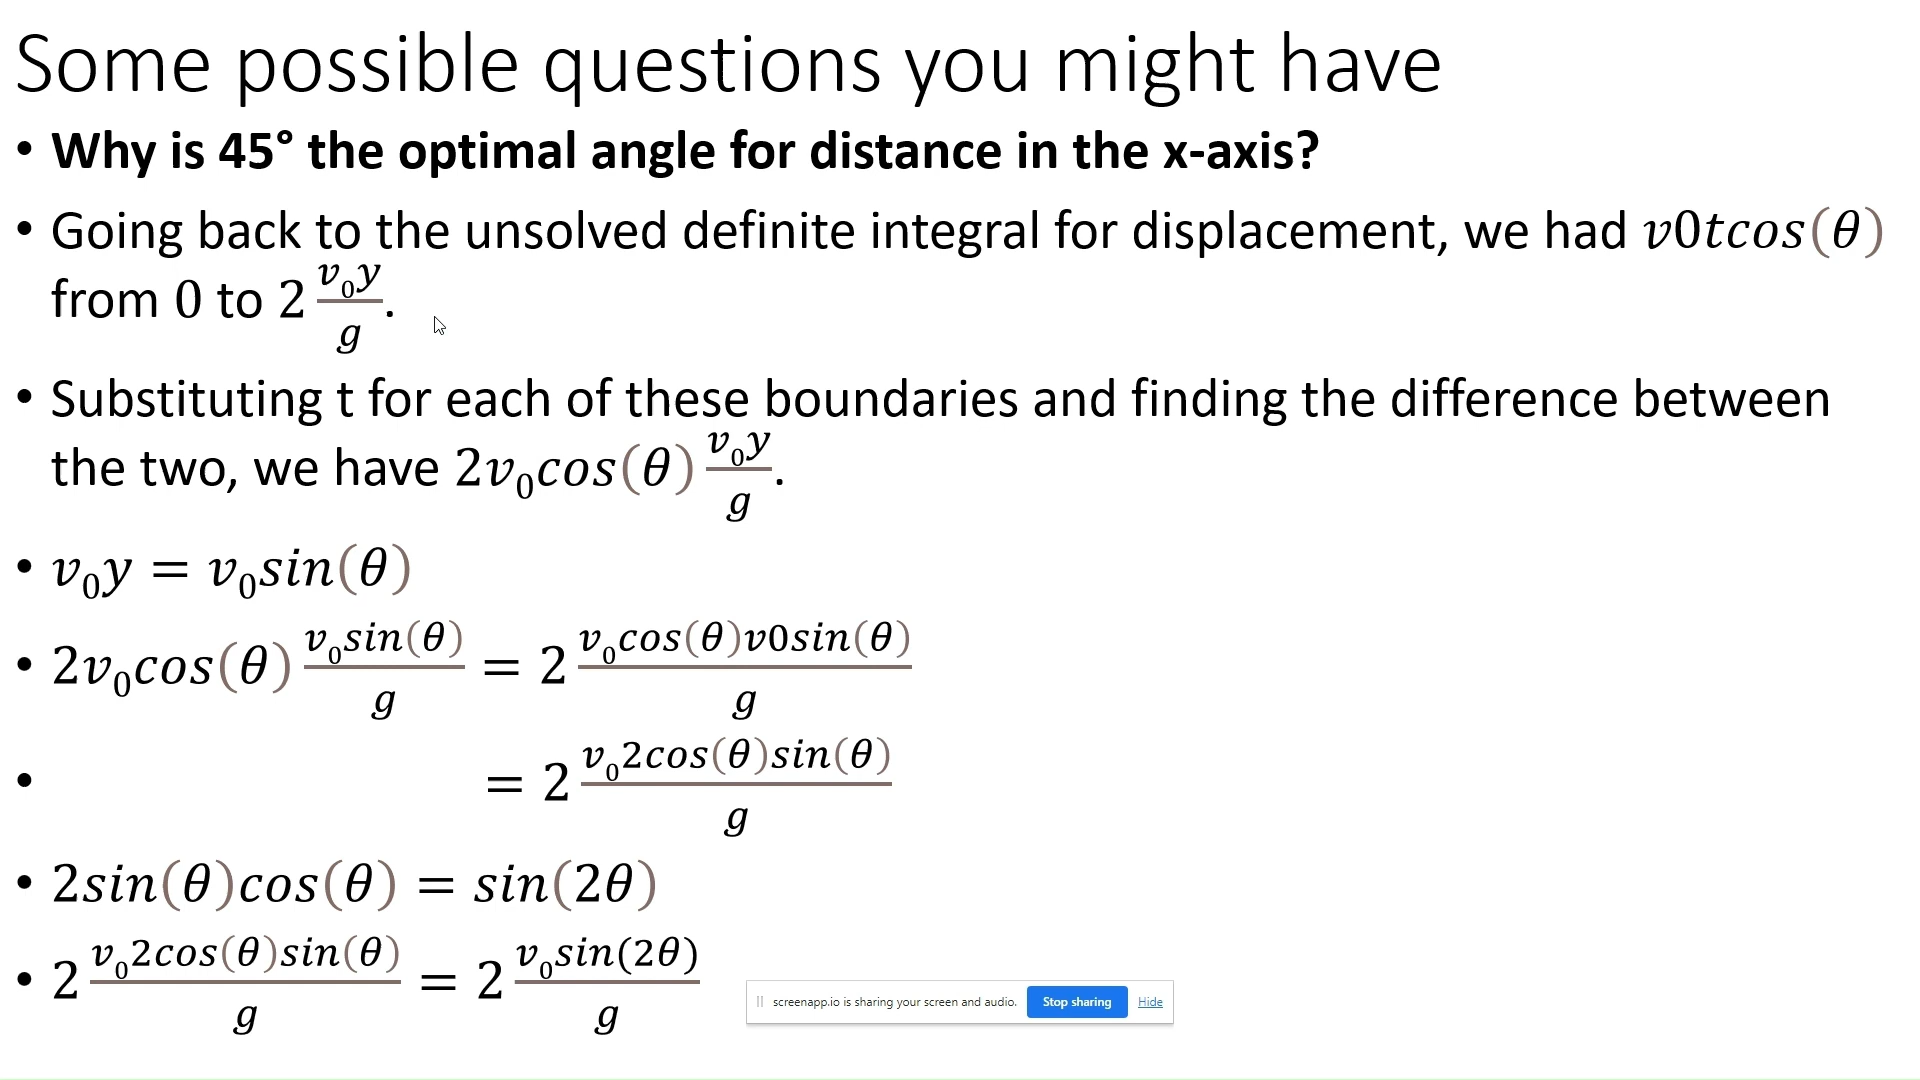 Some possible questions you might have
• Why is 45° the optimal angle for distance in the x-axis?
• Going back to the unsolved definite integral for displacement, we had v0tcos(θ)
from 0 to 2 v₀y/g.
• Substituting t for each of these boundaries and finding the difference between
the two, we have 2v₀cos(θ) v₀y/g.
• v₀y = v₀sin(θ)
• 2v₀cos(θ) v₀sin(θ)/g = 2 v₀cos(θ)v0sin(θ)/g
• = 2 v₀2cos(θ)sin(θ)/g
• 2sin(θ)cos(θ) = sin(2θ)
• 2 v₀2cos(θ)sin(θ)/g = 2 v₀sin(2θ)/g
screenapp.io is sharing your screen and audio. Stop sharing Hide